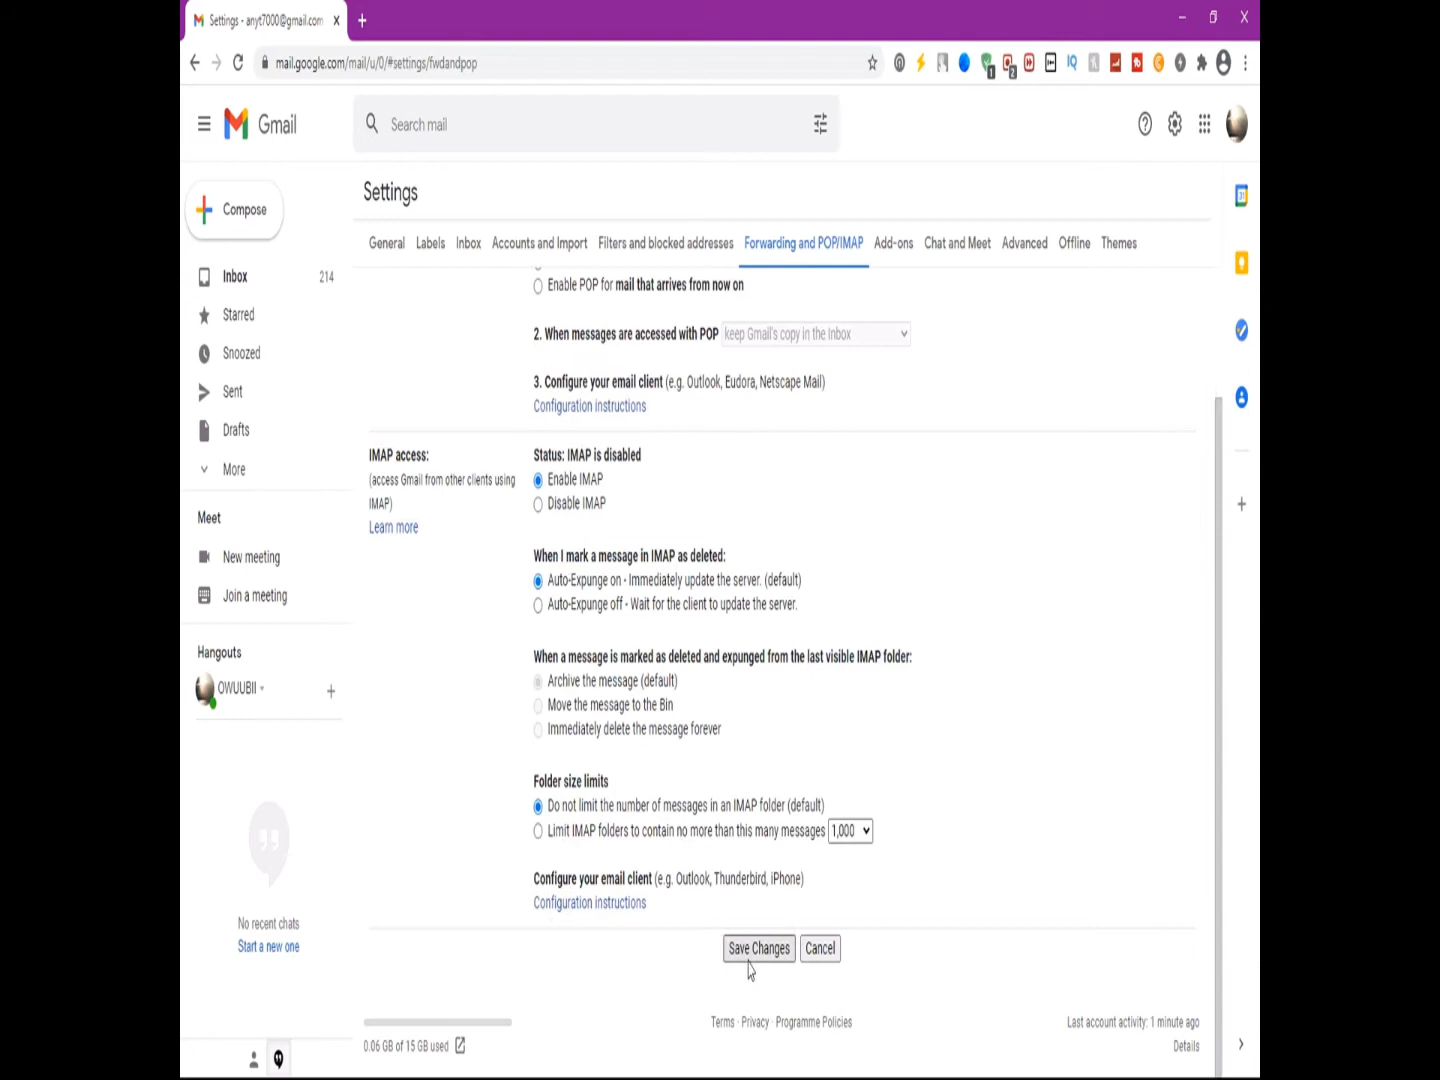 Settings - anyt7000@gmail.com
mail.google.com/mail/u/0/#settings/fwdandpop
1
2
IQ
Gmail
Search mail
Compose
Settings
General
Labels
Inbox
Accounts and Import
Filters and blocked addresses
Forwarding and POP/IMAP
Add-ons
Chat and Meet
Advanced
Offline
Themes
Inbox 214
Starred
Snoozed
Sent
Drafts
More
Meet
New meeting
Join a meeting
Hangouts
OWUUBII
No recent chats
Start a new one
Enable POP for mail that arrives from now on
2. When messages are accessed with POP keep Gmail's copy in the Inbox
3. Configure your email client (e.g. Outlook, Eudora, Netscape Mail)
Configuration instructions
IMAP access:
(access Gmail from other clients using
IMAP)
Learn more
Status: IMAP is disabled
Enable IMAP
Disable IMAP
When I mark a message in IMAP as deleted:
Auto-Expunge on - Immediately update the server. (default)
Auto-Expunge off - Wait for the client to update the server.
When a message is marked as deleted and expunged from the last visible IMAP folder:
Archive the message (default)
Move the message to the Bin
Immediately delete the message forever
Folder size limits
Do not limit the number of messages in an IMAP folder (default)
Limit IMAP folders to contain no more than this many messages 1,000
Configure your email client (e.g. Outlook, Thunderbird, iPhone)
Configuration instructions
Save Changes
Cancel
0.06 GB of 15 GB used
Terms · Privacy · Programme Policies
Last account activity: 1 minute ago
Details